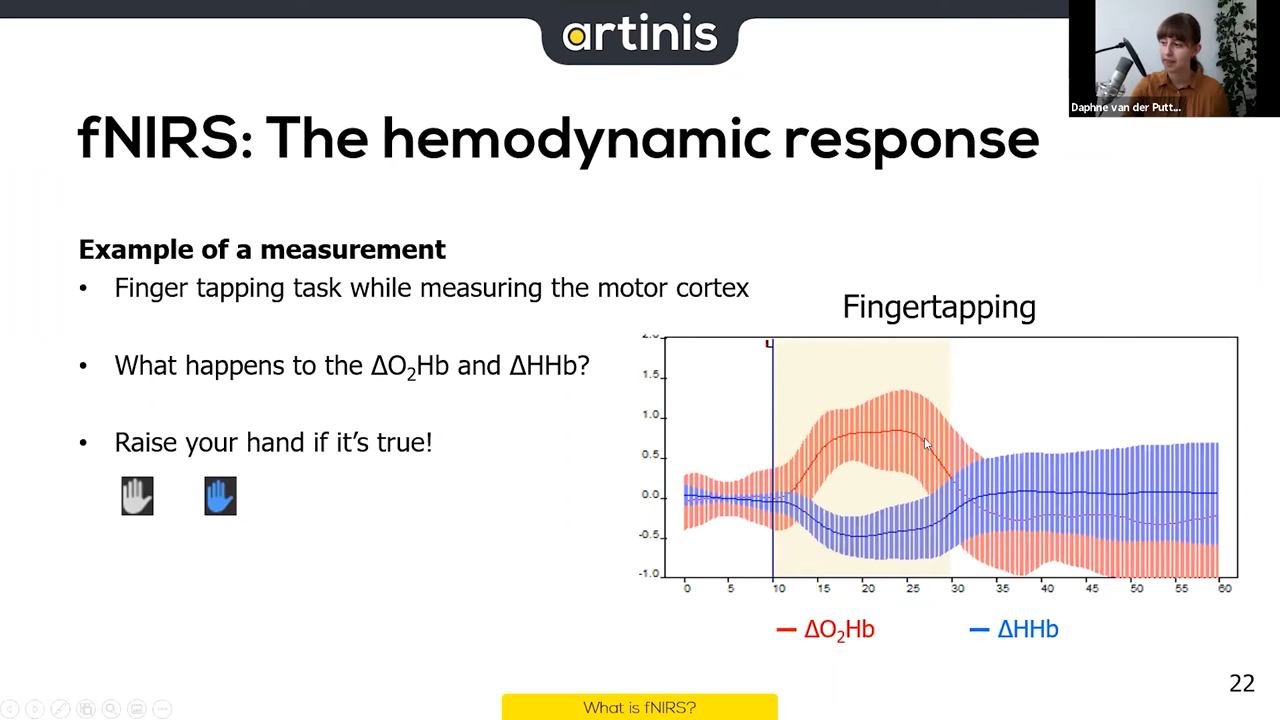 artinis
Daphne van der Putt...
fNIRS: The hemodynamic response
Example of a measurement
• Finger tapping task while measuring the motor cortex
• What happens to the ΔO₂Hb and ΔHHb?
• Raise your hand if it's true!
Fingertapping
2.0
1.5
1.0
0.5
0.0
-0.5
-1.0
0 5 10 15 20 25 30 35 40 45 50 55 60
ΔO₂Hb ΔHHb
22
What is fNIRS?